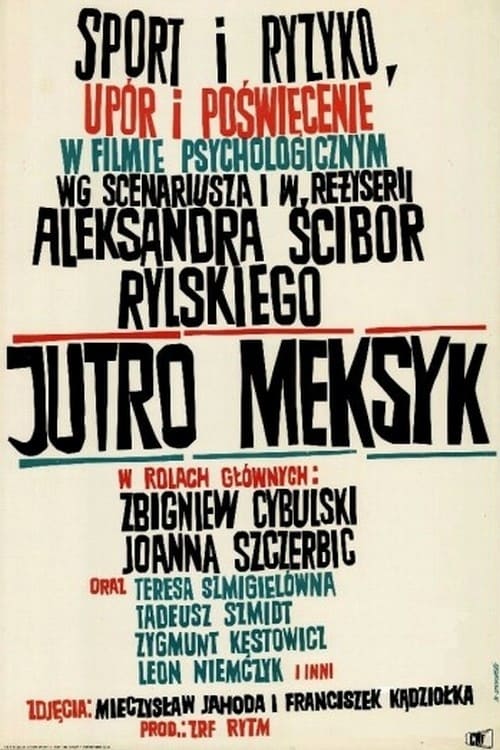 SPORT i RYZYKO,
UPÓR i POŚWIĘCENIE
W FILMIE PSYCHOLOGICZNYM
WG SCENARIUSZA I W REŻYSERII
ALEKSANDRA ŚCIBOR
RYLSKIEGO
JUTRO MEKSYK
W ROLACH GŁÓWNYCH:
ZBIGNIEW CYBULSKI
JOANNA SZCZERBIC
ORAZ TERESA SZMIGIELÓWNA
TADEUSZ SZMIDT
ZYGMUNT KĘSTOWICZ
LEON NIEMCZYK I INNI
ZDJĘCIA: MIECZYSŁAW JAHODA I FRANCISZEK KĄDZIOŁKA
PROD.: ZRF RYTM
CWF